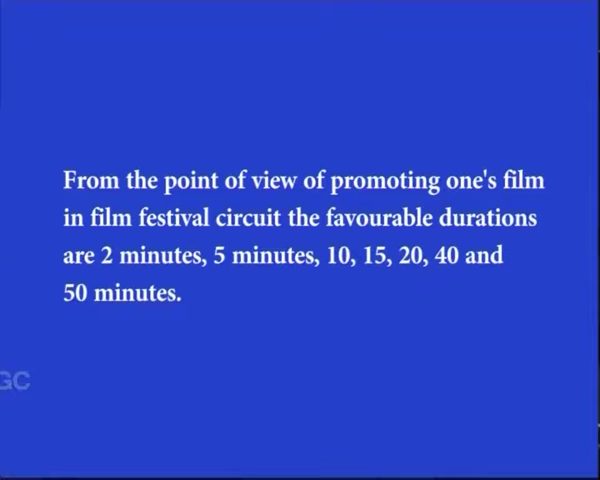 From the point of view of promoting one's film
in film festival circuit the favourable durations
are 2 minutes, 5 minutes, 10, 15, 20, 40 and
50 minutes.
GC